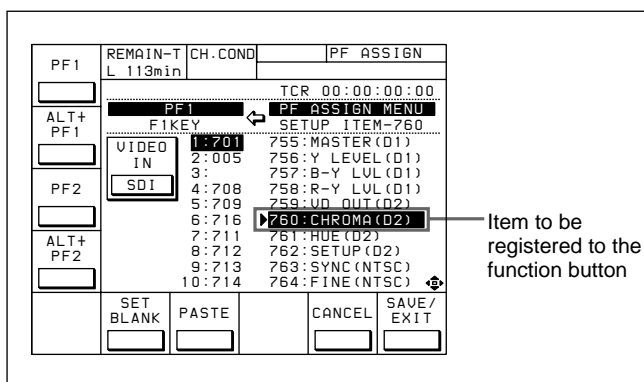 PF1
REMAIN-T
L 113min
CH.COND
PF ASSIGN
TCR 00:00:00:00
ALT+
PF1
PF1
F1KEY
PF ASSIGN MENU
SETUP ITEM-760
VIDEO
IN
SDI
1:701
2:005
3:
4:708
5:709
6:716
7:711
8:712
9:713
10:714
755:MASTER(D1)
756:Y LEVEL(D1)
757:B-Y LVL(D1)
758:R-Y LVL(D1)
759:VD OUT(D2)
760:CHROMA(D2)
761:HUE(D2)
762:SETUP(D2)
763:SYNC(NTSC)
764:FINE(NTSC)
PF2
ALT+
PF2
SET
BLANK
PASTE
CANCEL
SAVE/
EXIT
Item to be
registered to the
function button